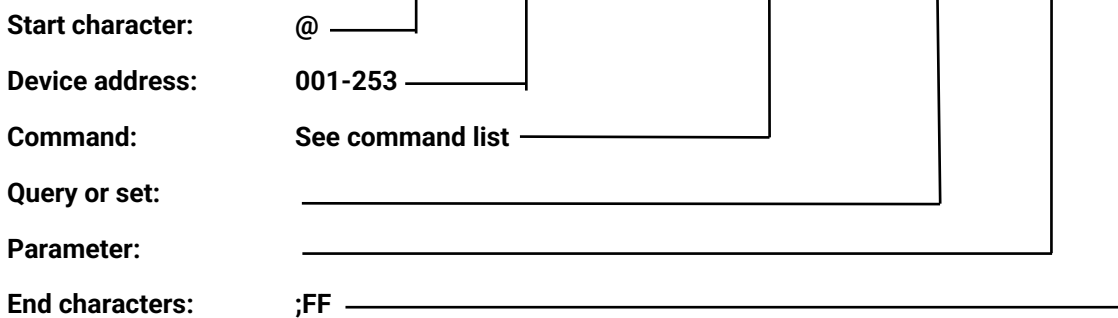 Start character: @
Device address: 001-253
Command: See command list
Query or set:
Parameter:
End characters: ;FF